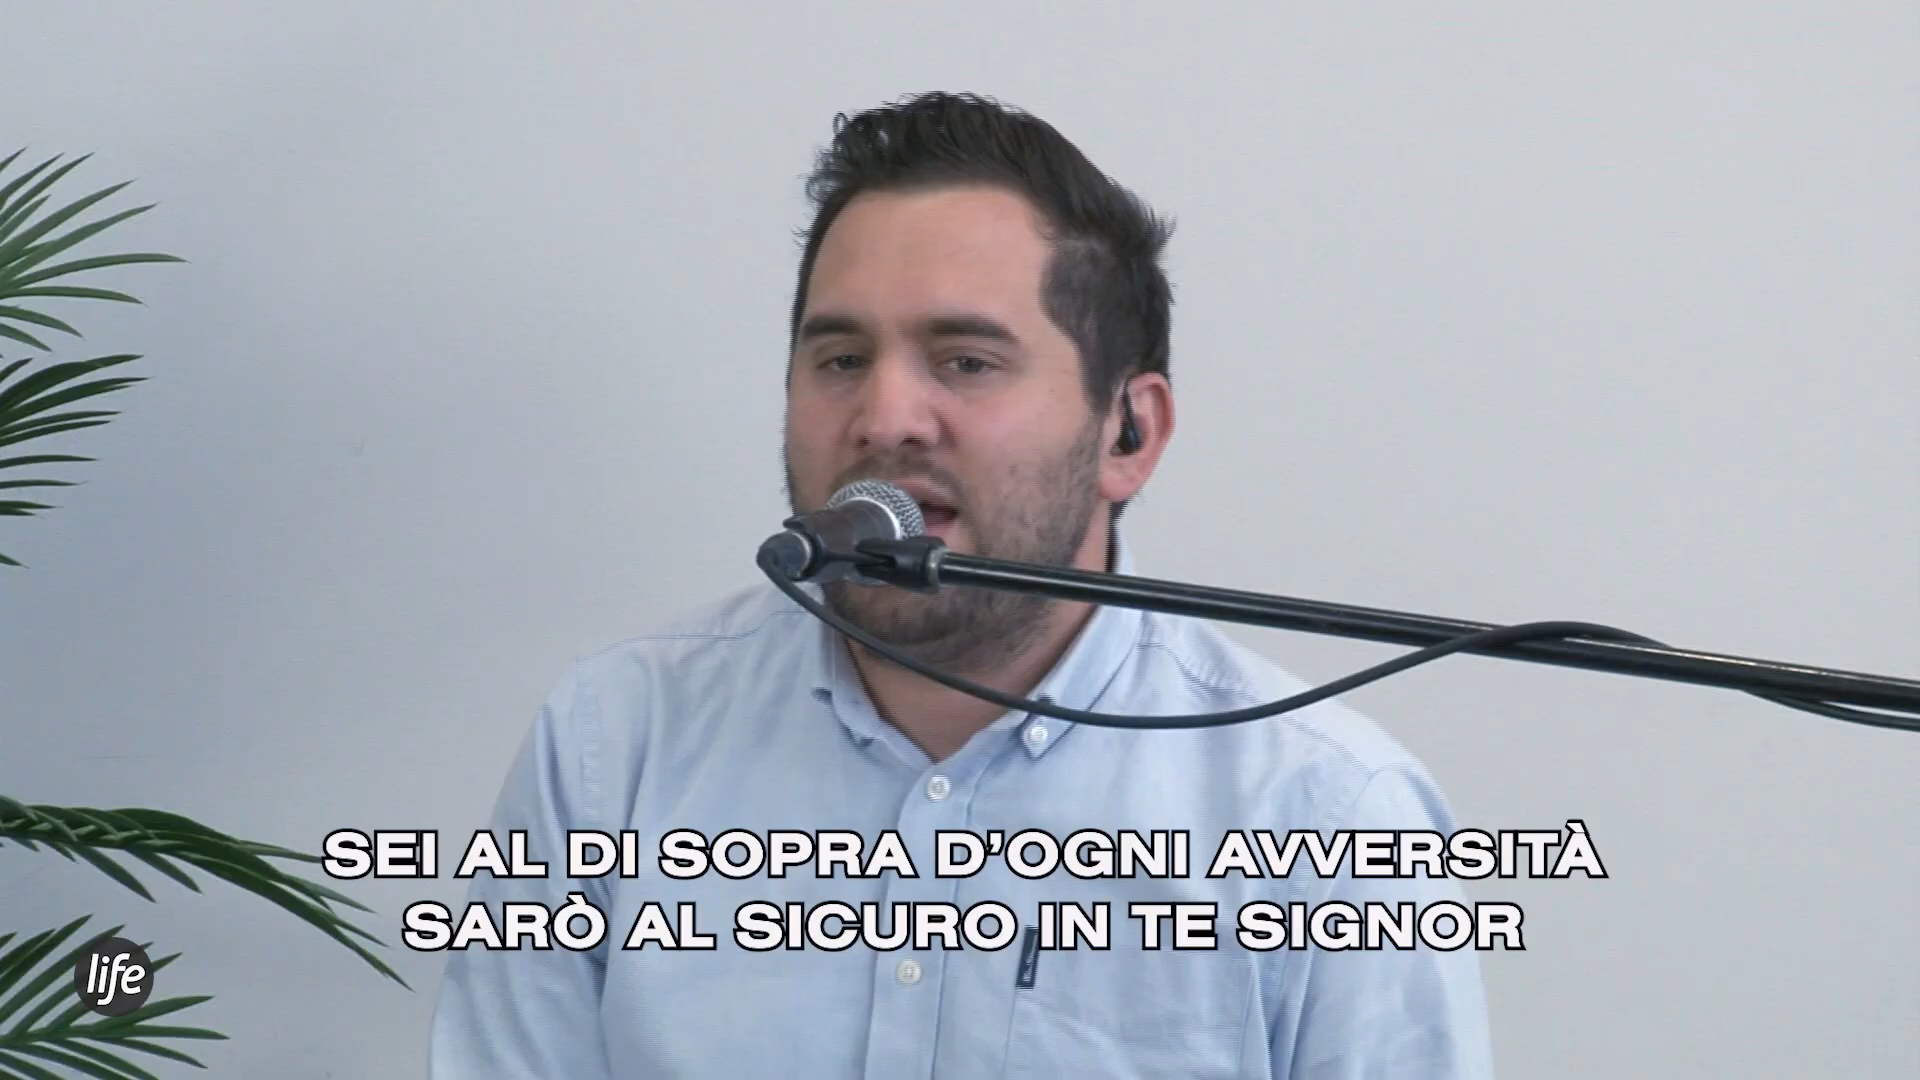 SEI AL DI SOPRA D’OGNI AVVERSITÀ
SARÒ AL SICURO IN TE SIGNOR
life